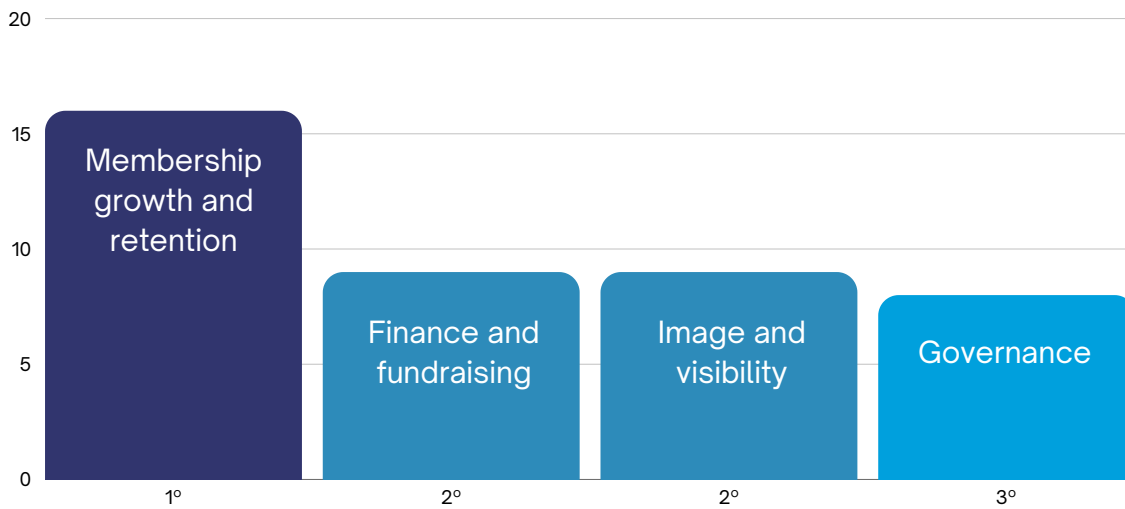 20
15
10
5
0
Membership
growth and
retention
Finance and
fundraising
Image and
visibility
Governance
1º
2º
2º
3º